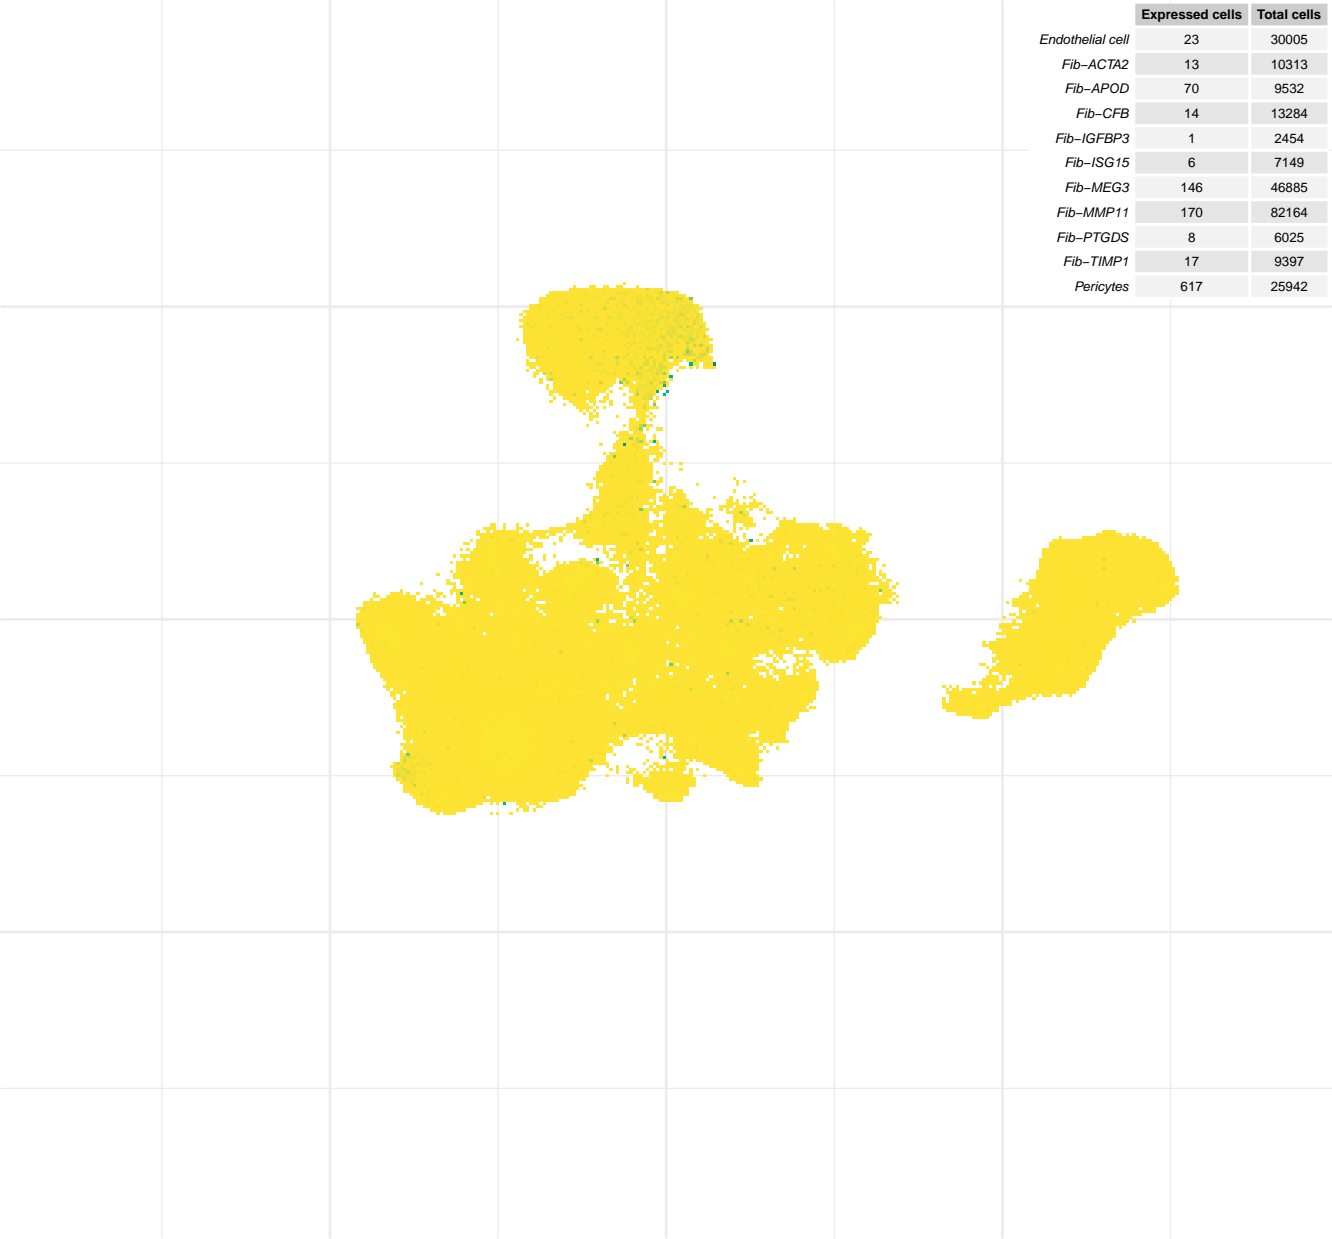 Expressed cells Total cells
Endothelial cell 23 30005
Fib−ACTA2 13 10313
Fib−APOD 70 9532
Fib−CFB 14 13284
Fib−IGFBP3 1 2454
Fib−ISG15 6 7149
Fib−MEG3 146 46885
Fib−MMP11 170 82164
Fib−PTGDS 8 6025
Fib−TIMP1 17 9397
Pericytes 617 25942